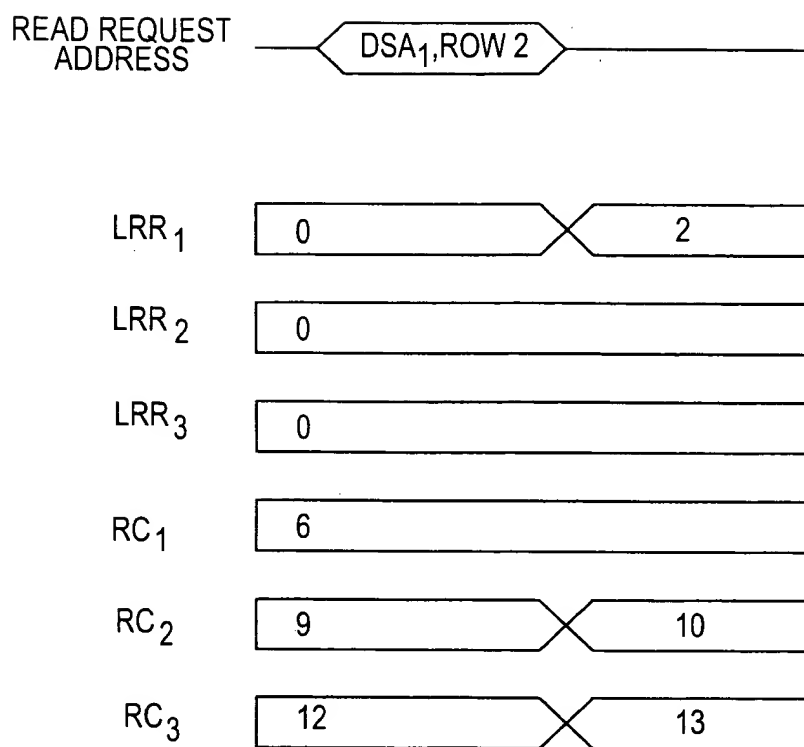 READ REQUEST
ADDRESS
DSA1,ROW 2
LRR1 0 2
LRR2 0
LRR3 0
RC1 6
RC2 9 10
RC3 12 13